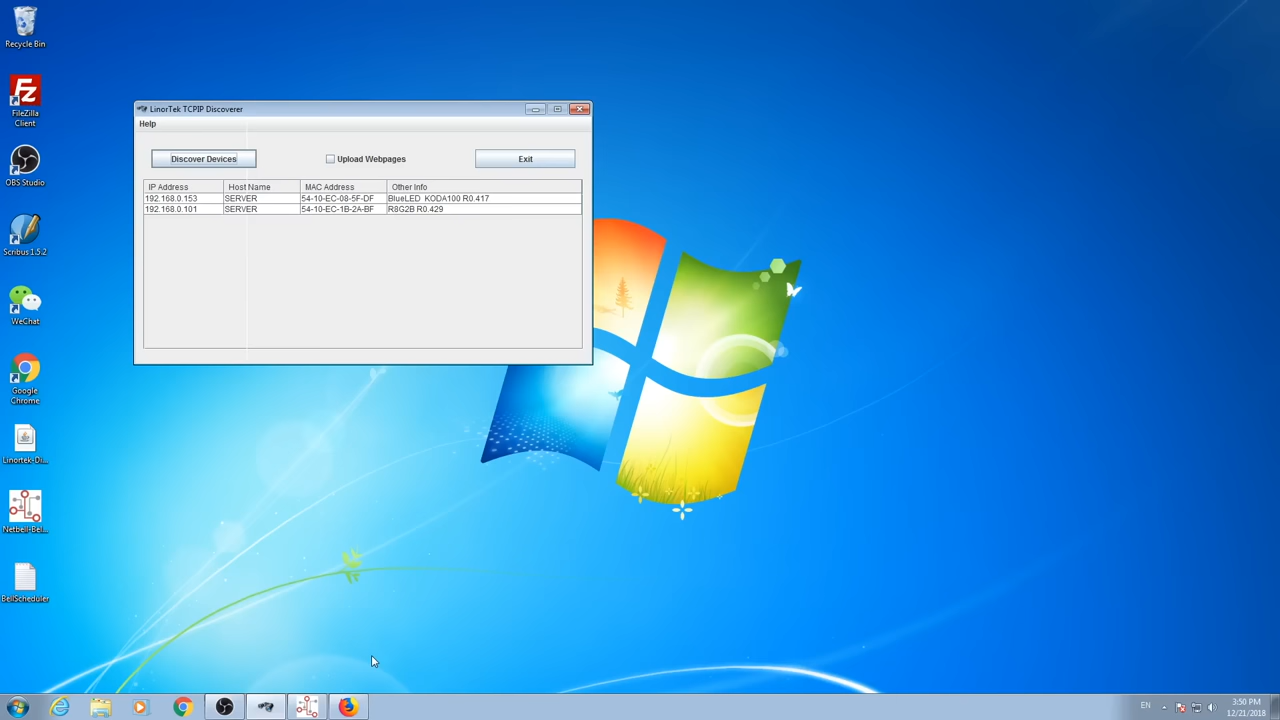 Recycle Bin
FileZilla
Client
OBS Studio
Scribus 1.5.2
WeChat
Google
Chrome
Linortek-Di...
Netbell-Bel...
BellScheduler
LinorTek TCPIP Discoverer
Help
Discover Devices
Upload Webpages
Exit
IP Address Host Name MAC Address Other Info
192.168.0.153 SERVER 54-10-EC-08-5F-DF BlueLED KODA100 R0.417
192.168.0.101 SERVER 54-10-EC-1B-2A-BF R8G2B R0.429
EN
3:50 PM
12/21/2018